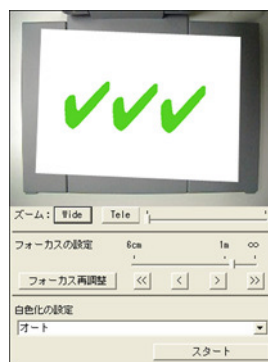 ズーム: Wide Tele
フォーカスの設定 6cm 1m ∞
フォーカス再調整 << < > >>
白色化の設定
オート
スタート